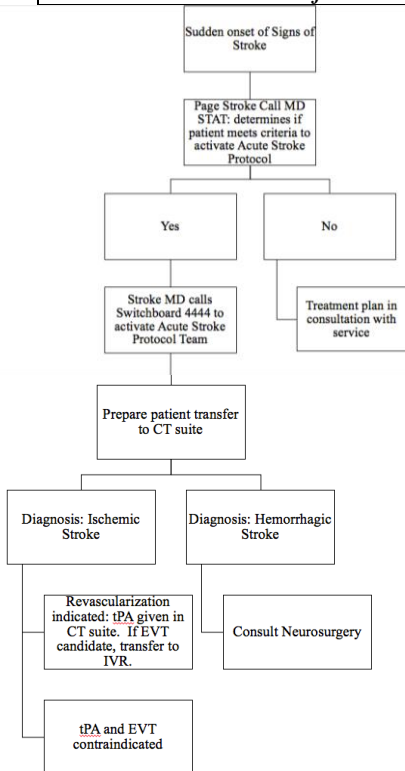 Sudden onset of Signs of
Stroke
Page Stroke Call MD
STAT: determines if
patient meets criteria to
activate Acute Stroke
Protocol
Yes
No
Stroke MD calls
Switchboard 4444 to
activate Acute Stroke
Protocol Team
Treatment plan in
consultation with
service
Prepare patient transfer
to CT suite
Diagnosis: Ischemic
Stroke
Diagnosis: Hemorrhagic
Stroke
Revascularization
indicated: tPA given in
CT suite.  If EVT
candidate, transfer to
IVR.
Consult Neurosurgery
tPA and EVT
contraindicated